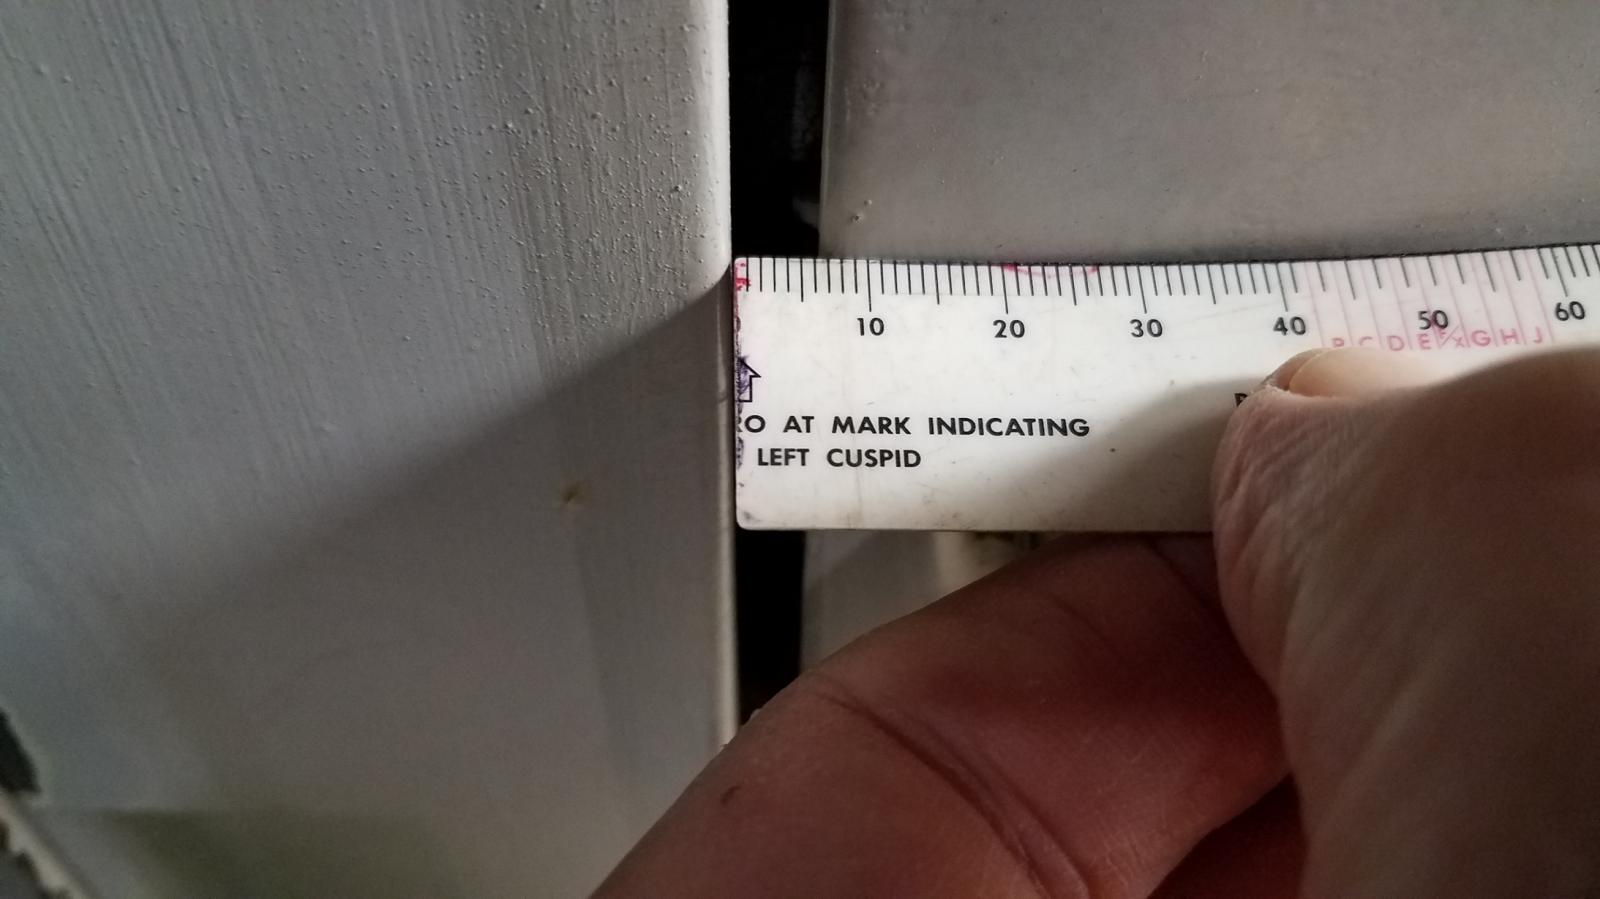 10 20 30 40 50 60
C D E F/X G H J
O AT MARK INDICATING
LEFT CUSPID